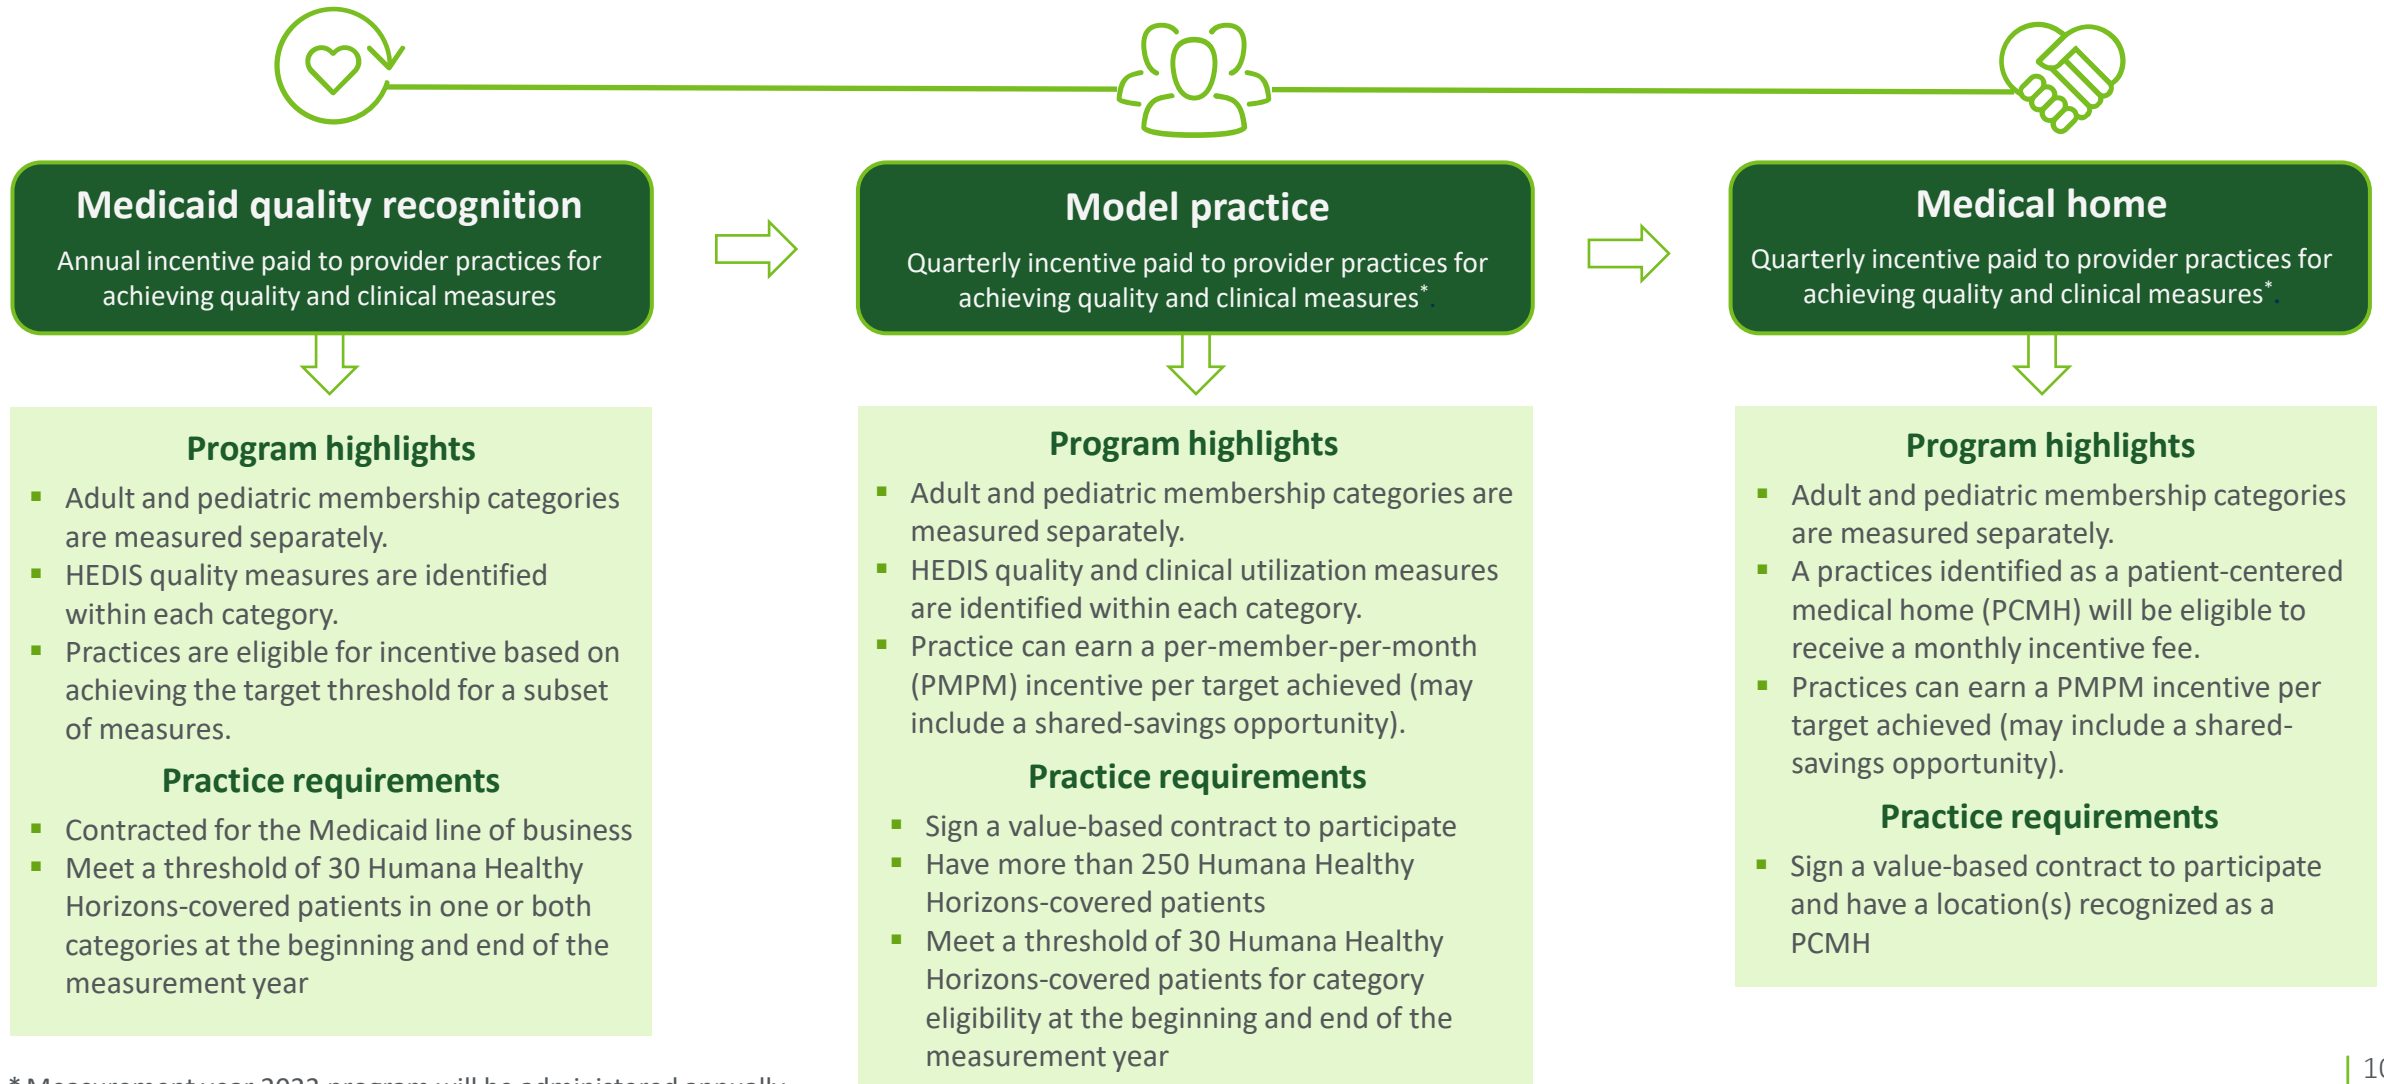 Medicaid quality recognition
Annual incentive paid to provider practices for
achieving quality and clinical measures
Program highlights
▪ Adult and pediatric membership categories
are measured separately.
▪ HEDIS quality measures are identified
within each category.
▪ Practices are eligible for incentive based on
achieving the target threshold for a subset
of measures.
Practice requirements
▪ Contracted for the Medicaid line of business
▪ Meet a threshold of 30 Humana Healthy
Horizons-covered patients in one or both
categories at the beginning and end of the
measurement year
Model practice
Quarterly incentive paid to provider practices for
achieving quality and clinical measures*.
Program highlights
▪ Adult and pediatric membership categories are
measured separately.
▪ HEDIS quality and clinical utilization measures
are identified within each category.
▪ Practice can earn a per-member-per-month
(PMPM) incentive per target achieved (may
include a shared-savings opportunity).
Practice requirements
▪ Sign a value-based contract to participate
▪ Have more than 250 Humana Healthy
Horizons-covered patients
▪ Meet a threshold of 30 Humana Healthy
Horizons-covered patients for category
eligibility at the beginning and end of the
measurement year
Medical home
Quarterly incentive paid to provider practices for
achieving quality and clinical measures*.
Program highlights
▪ Adult and pediatric membership categories
are measured separately.
▪ A practices identified as a patient-centered
medical home (PCMH) will be eligible to
receive a monthly incentive fee.
▪ Practices can earn a PMPM incentive per
target achieved (may include a shared-
savings opportunity).
Practice requirements
▪ Sign a value-based contract to participate
and have a location(s) recognized as a
PCMH
* Measurement year 2023 program will be administered annually
| 10